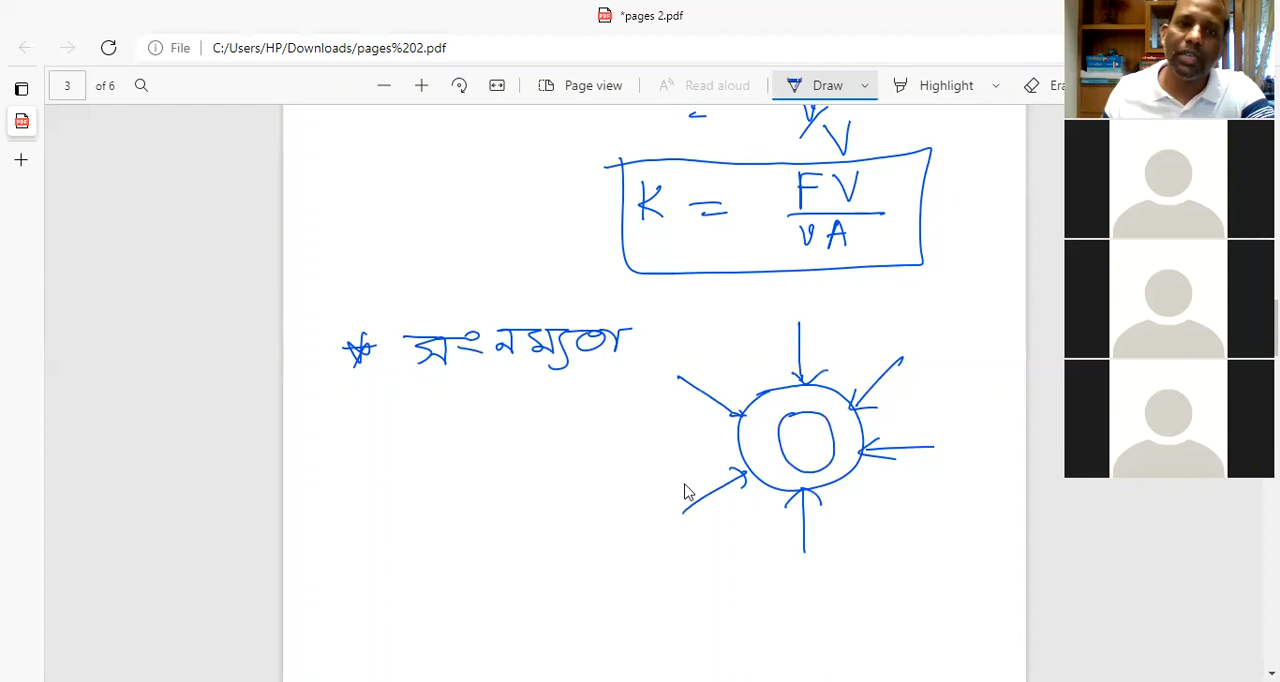 *pages 2.pdf
File C:/Users/HP/Downloads/pages%202.pdf
3 of 6 Page view Read aloud Draw Highlight Era
v/V
K = FV / vA
* সংনম্যতা